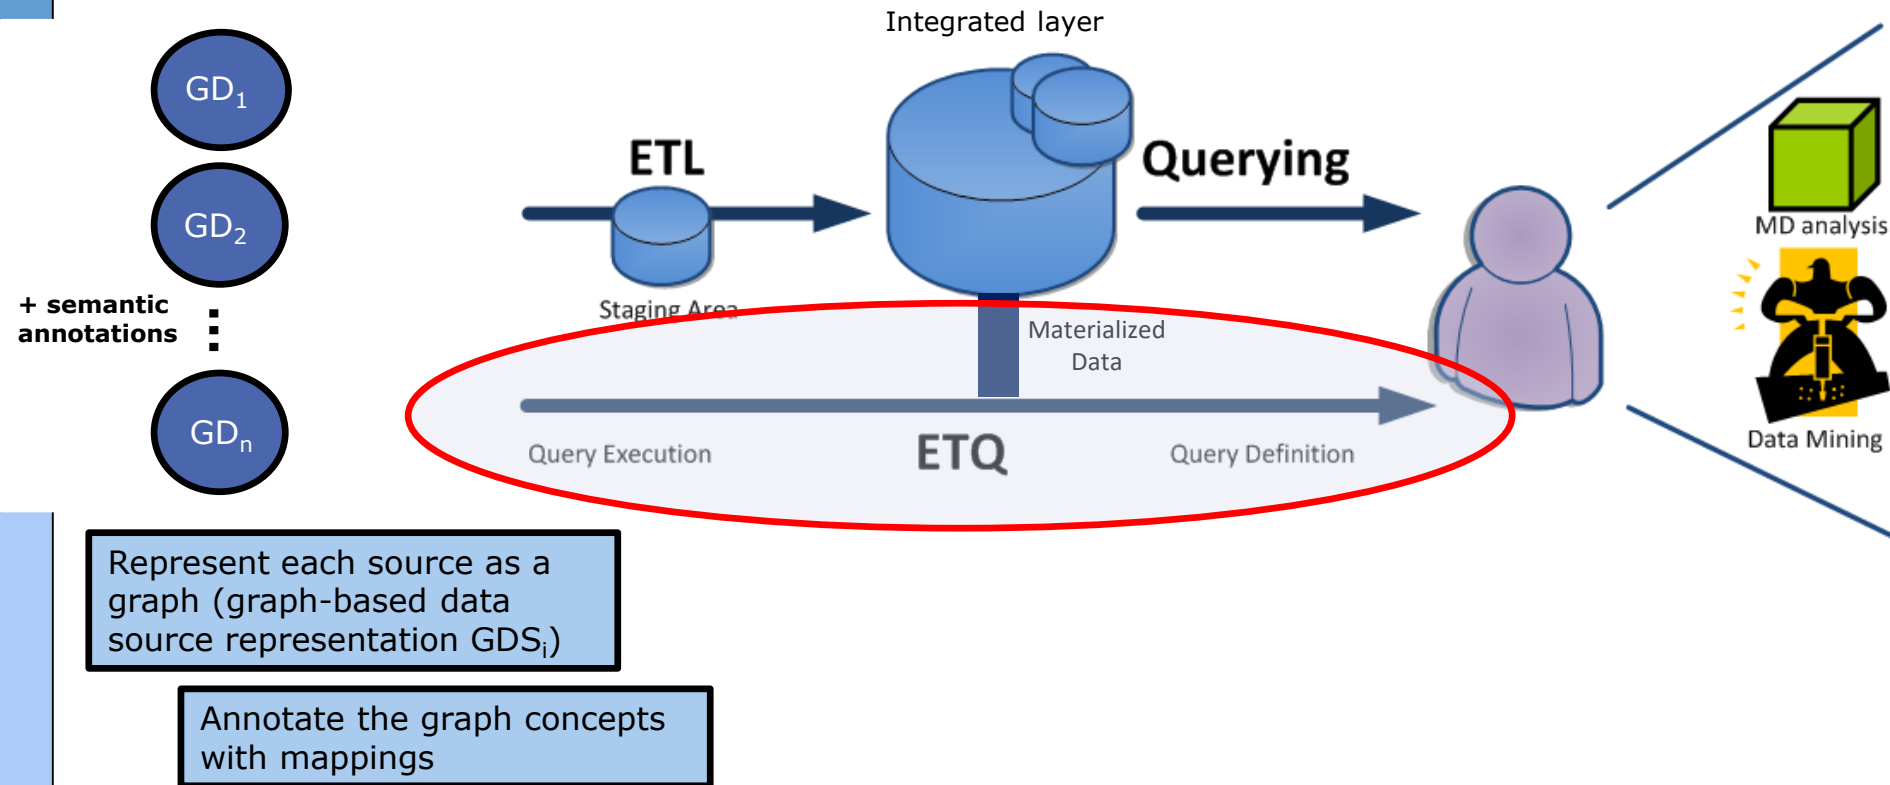 Integrated layer
GD1
ETL
Querying
MD analysis
GD2
+ semantic
annotations
Staging Area
Materialized
Data
GDn
Query Execution
ETQ
Query Definition
Data Mining
Represent each source as a
graph (graph-based data
source representation GDSi)
Annotate the graph concepts
with mappings